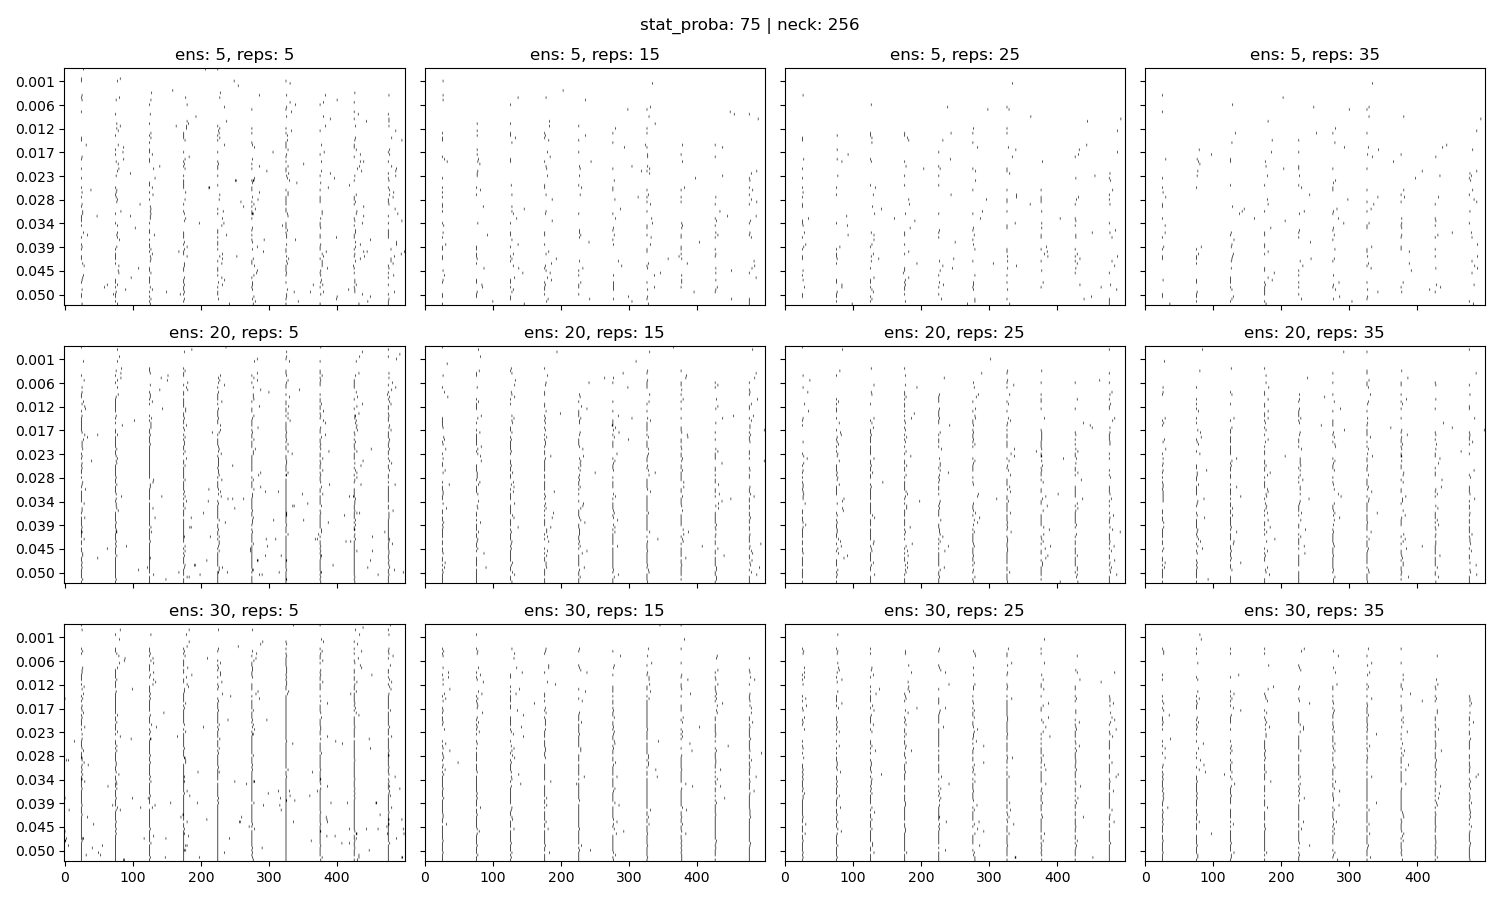 stat_proba: 75 | neck: 256
ens: 5, reps: 5
ens: 5, reps: 15
ens: 5, reps: 25
ens: 5, reps: 35
0.001
0.006
0.012
0.017
0.023
0.028
0.034
0.039
0.045
0.050
ens: 20, reps: 5
ens: 20, reps: 15
ens: 20, reps: 25
ens: 20, reps: 35
0.001
0.006
0.012
0.017
0.023
0.028
0.034
0.039
0.045
0.050
ens: 30, reps: 5
ens: 30, reps: 15
ens: 30, reps: 25
ens: 30, reps: 35
0.001
0.006
0.012
0.017
0.023
0.028
0.034
0.039
0.045
0.050
0 100 200 300 400
0 100 200 300 400
0 100 200 300 400
0 100 200 300 400